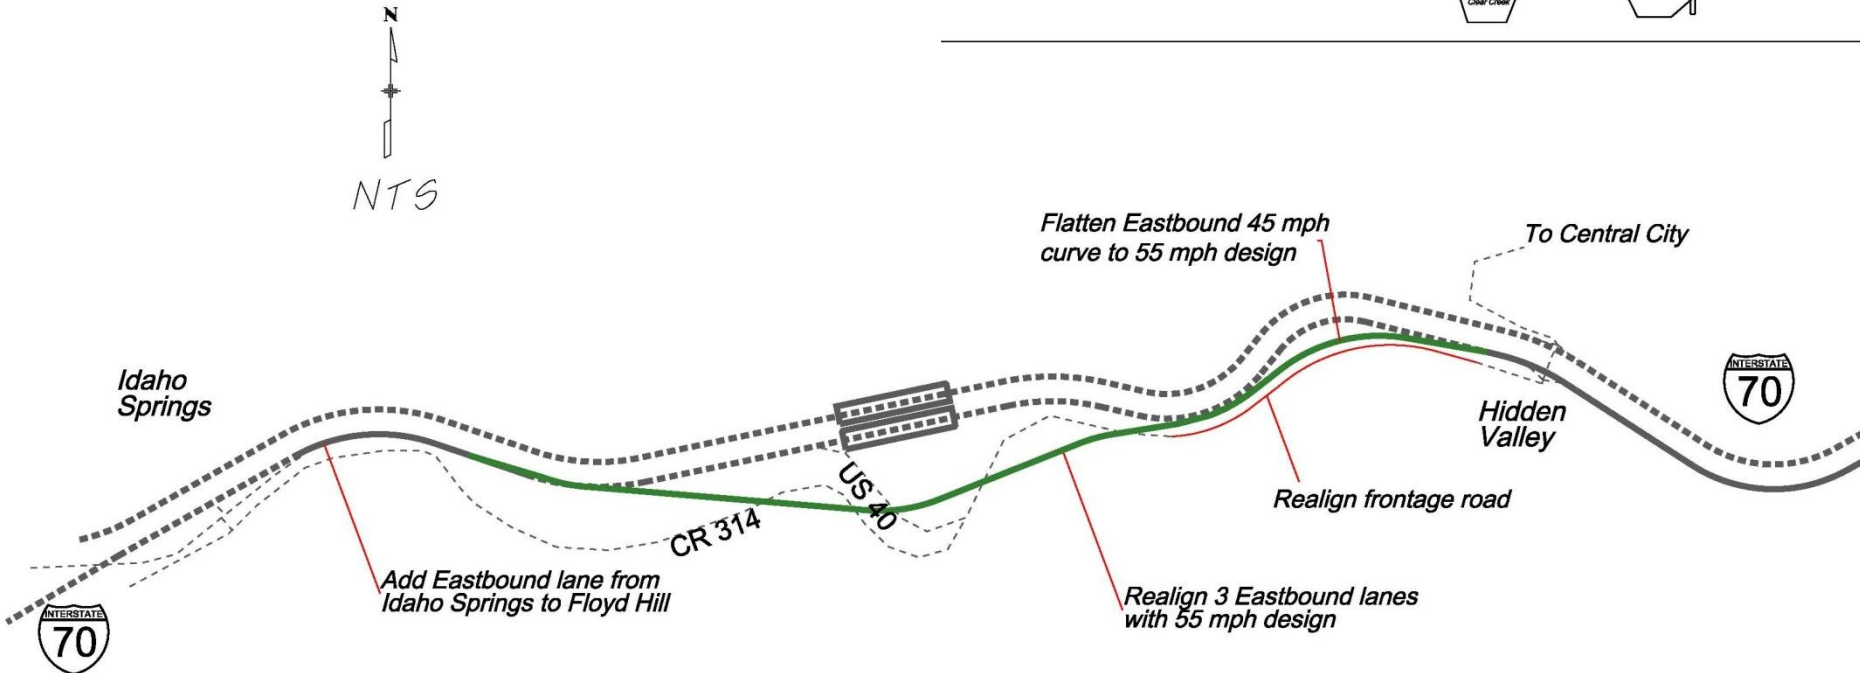 Clear Creek
N
NTS
Flatten Eastbound 45 mph
curve to 55 mph design
To Central City
Idaho
Springs
INTERSTATE
70
Hidden
Valley
US 40
Realign frontage road
CR 314
Add Eastbound lane from
Idaho Springs to Floyd Hill
Realign 3 Eastbound lanes
with 55 mph design
INTERSTATE
70